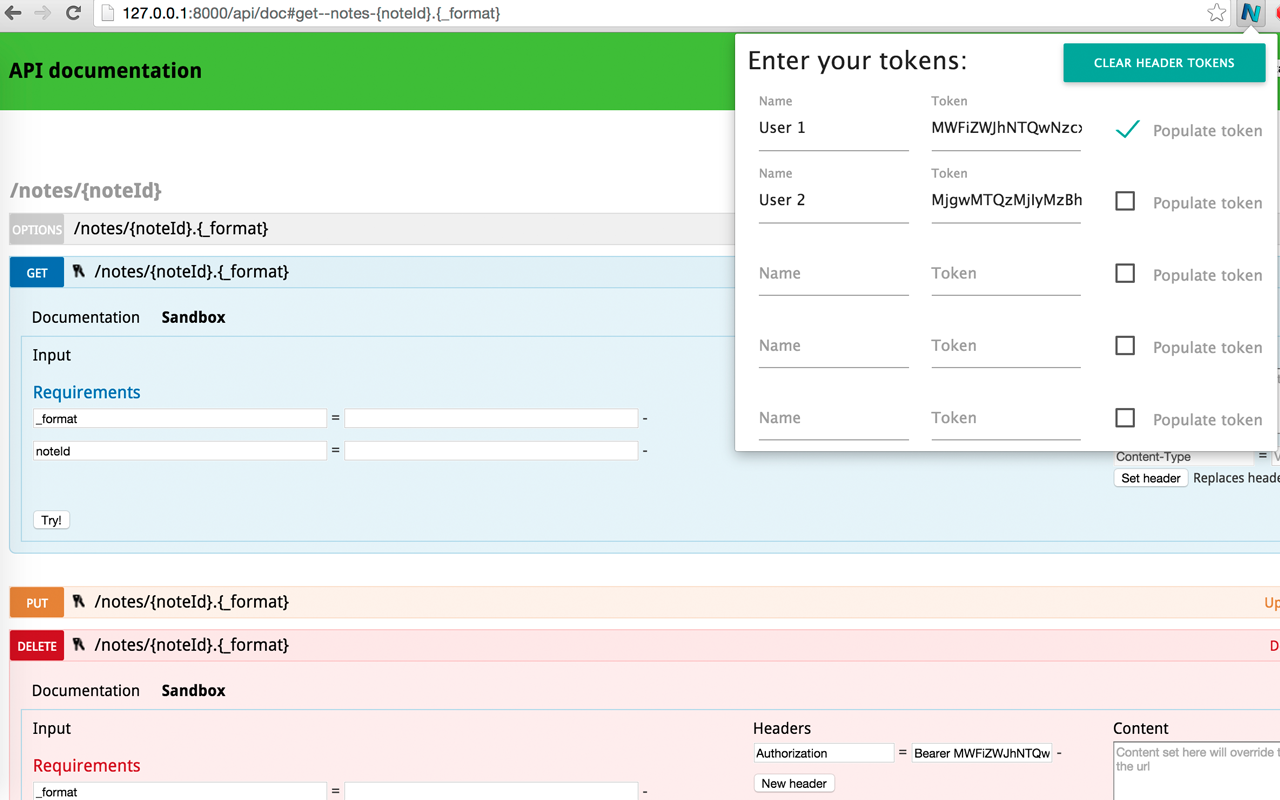 127.0.0.1:8000/api/doc#get--notes-{noteId}.{_format}
API documentation
Enter your tokens:
CLEAR HEADER TOKENS
Name Token
User 1 MWFiZWJhNTQwNzcx Populate token
Name Token
User 2 MjgwMTQzMjIyMzBh Populate token
Name Token Populate token
Name Token Populate token
Name Token Populate token
/notes/{noteId}
OPTIONS /notes/{noteId}.{_format}
GET /notes/{noteId}.{_format}
Documentation Sandbox
Input
Requirements
_format = -
noteId = -
Content-Type =
Set header Replaces heade
Try!
PUT /notes/{noteId}.{_format} Up
DELETE /notes/{noteId}.{_format} D
Documentation Sandbox
Input Headers Content
Authorization = Bearer MWFiZWJhNTQw -
Content set here will override t
the url
Requirements
New header
_format = -